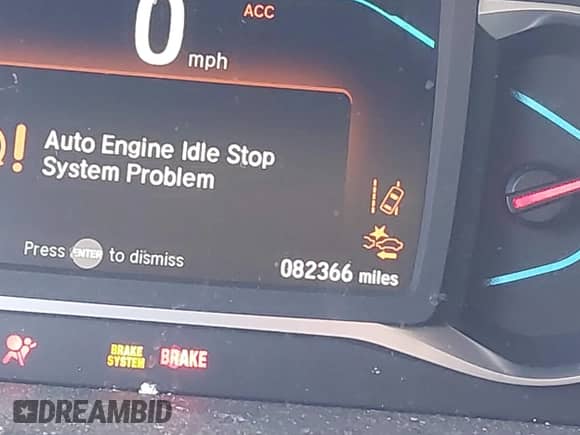 ACC
0 mph
Auto Engine Idle Stop
System Problem
Press ENTER to dismiss
082366 miles
BRAKE
SYSTEM
BRAKE
DREAMBID